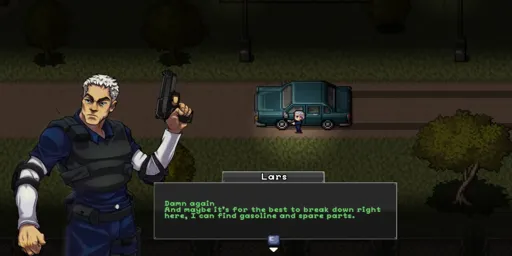 Lars
Damn again
And maybe it's for the best to break down right
here, I can find gasoline and spare parts.